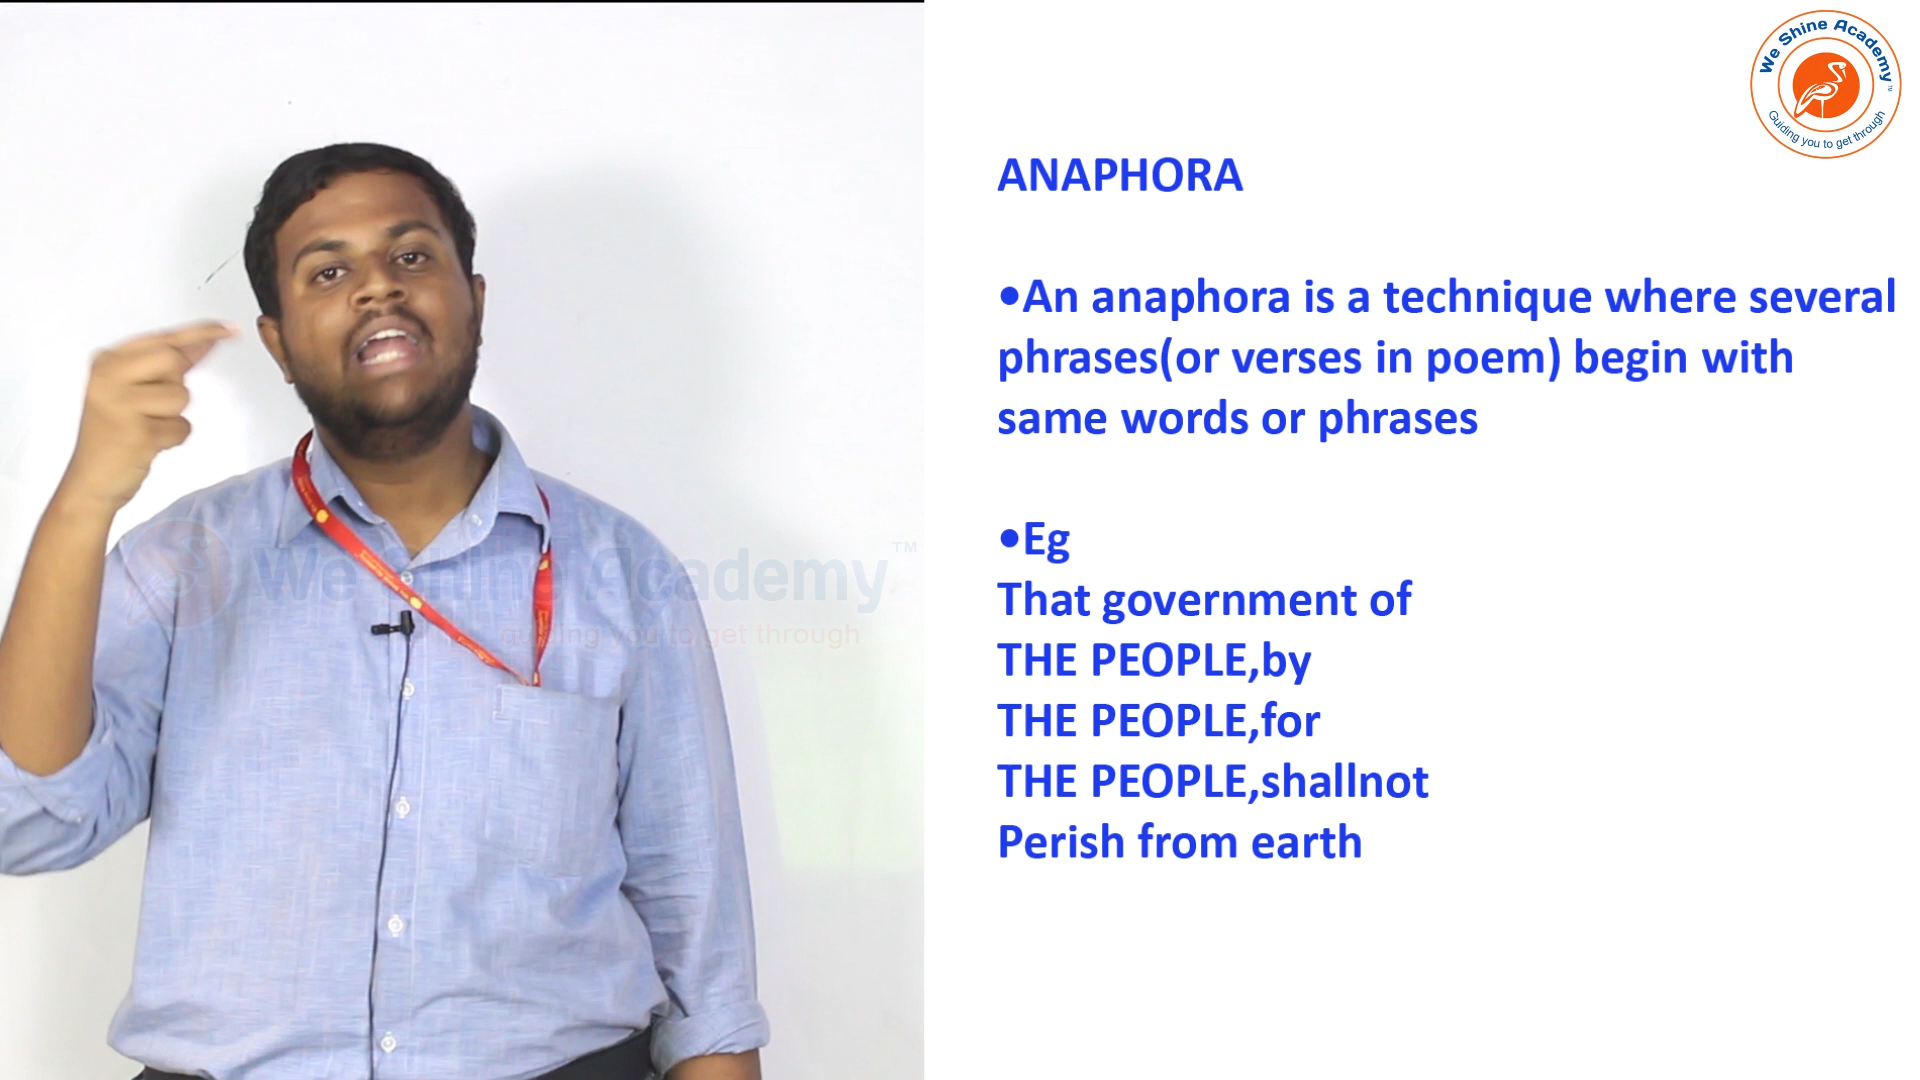 We Shine Academy
TM
Guiding you to get through
ANAPHORA
•An anaphora is a technique where several
phrases(or verses in poem) begin with
same words or phrases
•Eg
That government of
THE PEOPLE,by
THE PEOPLE,for
THE PEOPLE,shallnot
Perish from earth
We Shine Academy TM
guiding you to get through